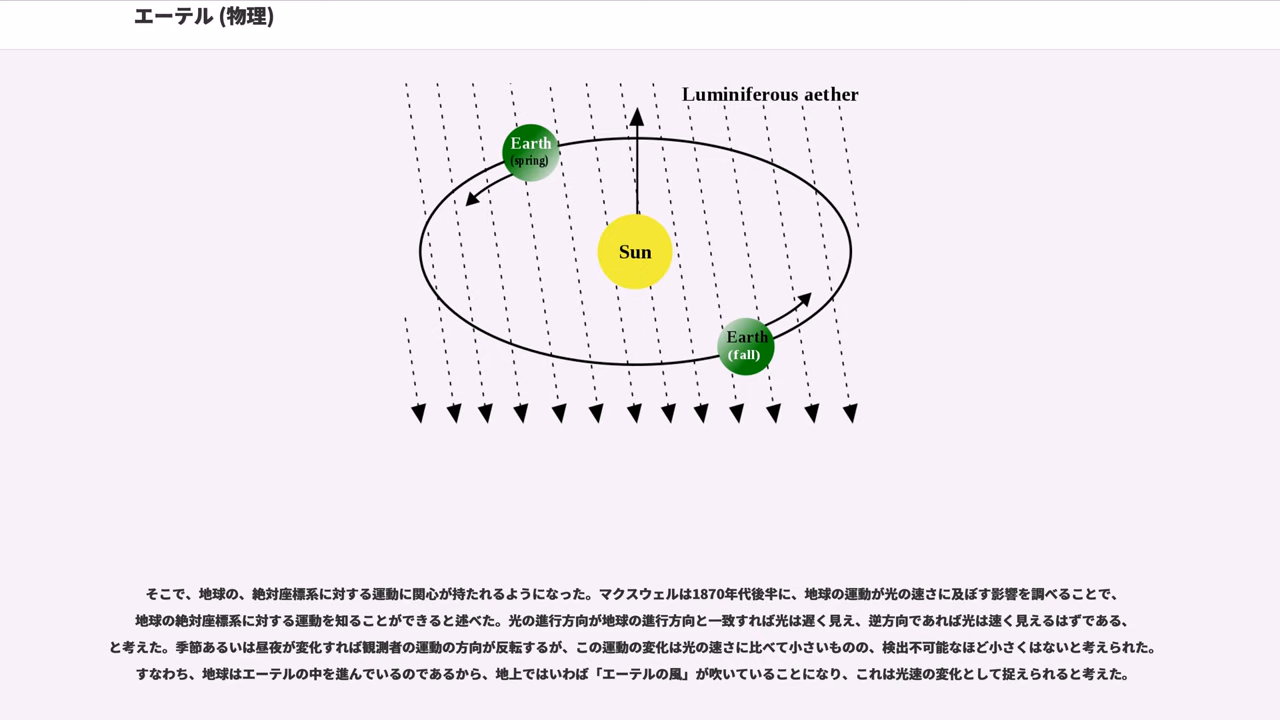 エーテル (物理)
Luminiferous aether
Earth
(spring)
Sun
Earth
(fall)
そこで、地球の、絶対座標系に対する運動に関心が持たれるようになった。マクスウェルは1870年代後半に、地球の運動が光の速さに及ぼす影響を調べることで、
地球の絶対座標系に対する運動を知ることができると述べた。光の進行方向が地球の進行方向と一致すれば光は遅く見え、逆方向であれば光は速く見えるはずである、
と考えた。季節あるいは昼夜が変化すれば観測者の運動の方向が反転するが、この運動の変化は光の速さに比べて小さいものの、検出不可能なほど小さくはないと考えられた。
すなわち、地球はエーテルの中を進んでいるのであるから、地上ではいわば「エーテルの風」が吹いていることになり、これは光速の変化として捉えられると考えた。